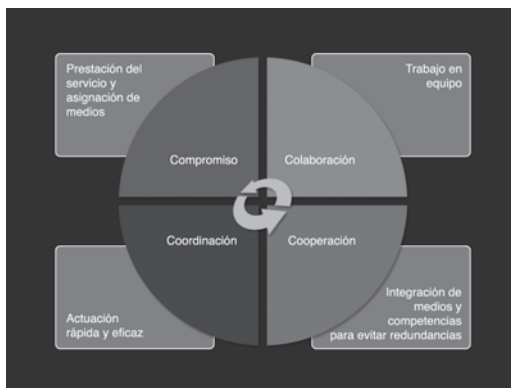 Prestación del
servicio y
asignación de
medios
Trabajo en
equipo
Compromiso
Colaboración
Coordinación
Cooperación
Actuación
rápida y eficaz
Integración de
medios y
competencias
para evitar redundancias